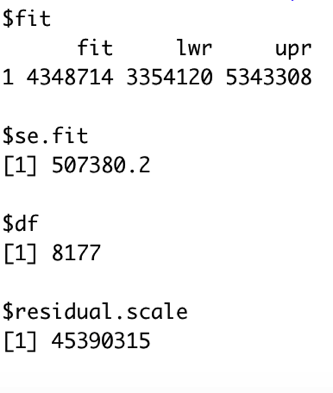 $fit
      fit     lwr     upr
1 4348714 3354120 5343308
$se.fit
[1] 507380.2
$df
[1] 8177
$residual.scale
[1] 45390315